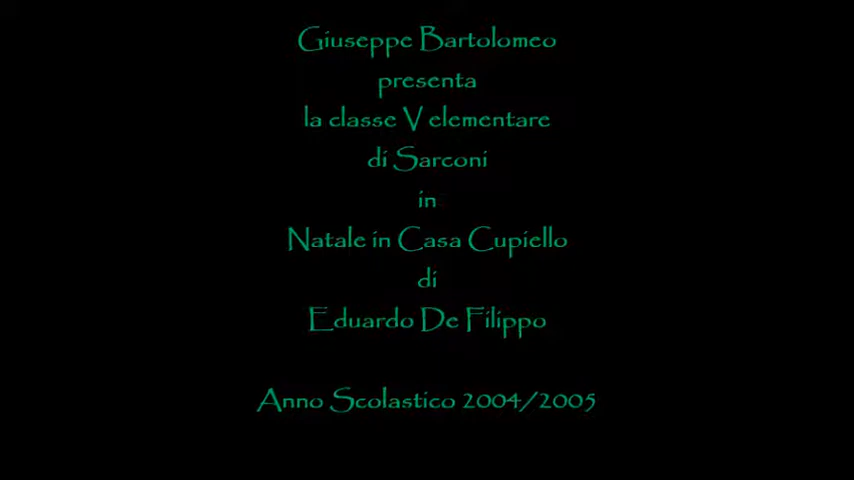 Giuseppe Bartolomeo
presenta
la classe V elementare
di Sarconi
in
Natale in Casa Cupiello
di
Eduardo De Filippo
Anno Scolastico 2004/2005